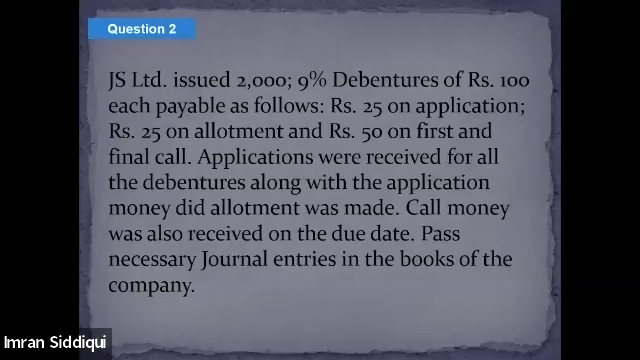 Question 2
JS Ltd. issued 2,000; 9% Debentures of Rs. 100
each payable as follows: Rs. 25 on application;
Rs. 25 on allotment and Rs. 50 on first and
final call. Applications were received for all
the debentures along with the application
money did allotment was made. Call money
was also received on the due date. Pass
necessary Journal entries in the books of the
company.
Imran Siddiqui